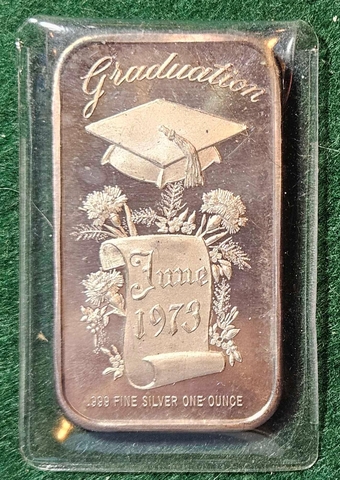 Graduation
June
1973
.999 FINE SILVER ONE OUNCE